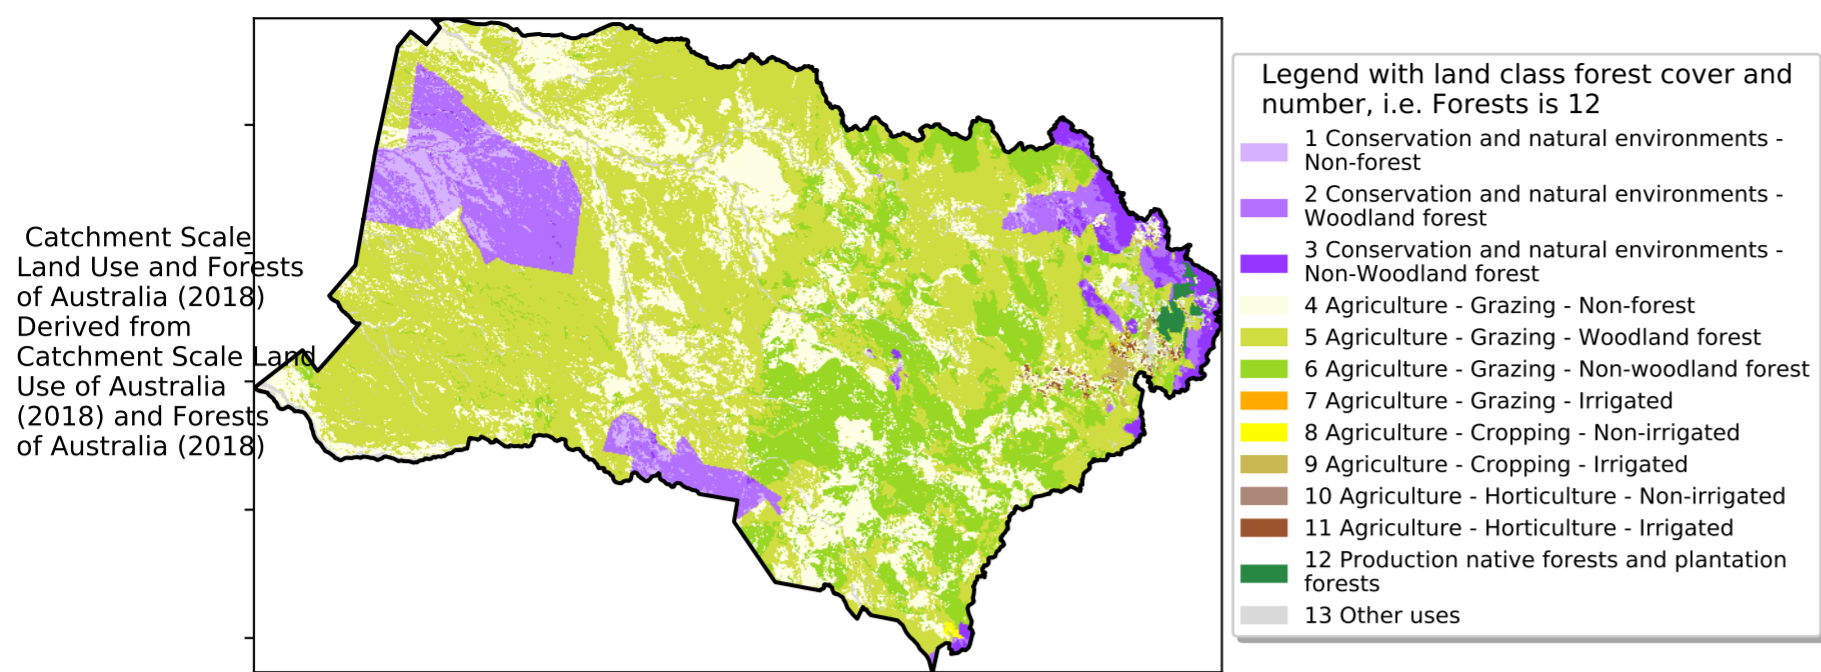 Catchment Scale
Land Use and Forests
of Australia (2018)
Derived from
Catchment Scale Land
Use of Australia
(2018) and Forests
of Australia (2018)
Legend with land class forest cover and
number, i.e. Forests is 12
1 Conservation and natural environments -
Non-forest
2 Conservation and natural environments -
Woodland forest
3 Conservation and natural environments -
Non-Woodland forest
4 Agriculture - Grazing - Non-forest
5 Agriculture - Grazing - Woodland forest
6 Agriculture - Grazing - Non-woodland forest
7 Agriculture - Grazing - Irrigated
8 Agriculture - Cropping - Non-irrigated
9 Agriculture - Cropping - Irrigated
10 Agriculture - Horticulture - Non-irrigated
11 Agriculture - Horticulture - Irrigated
12 Production native forests and plantation
forests
13 Other uses